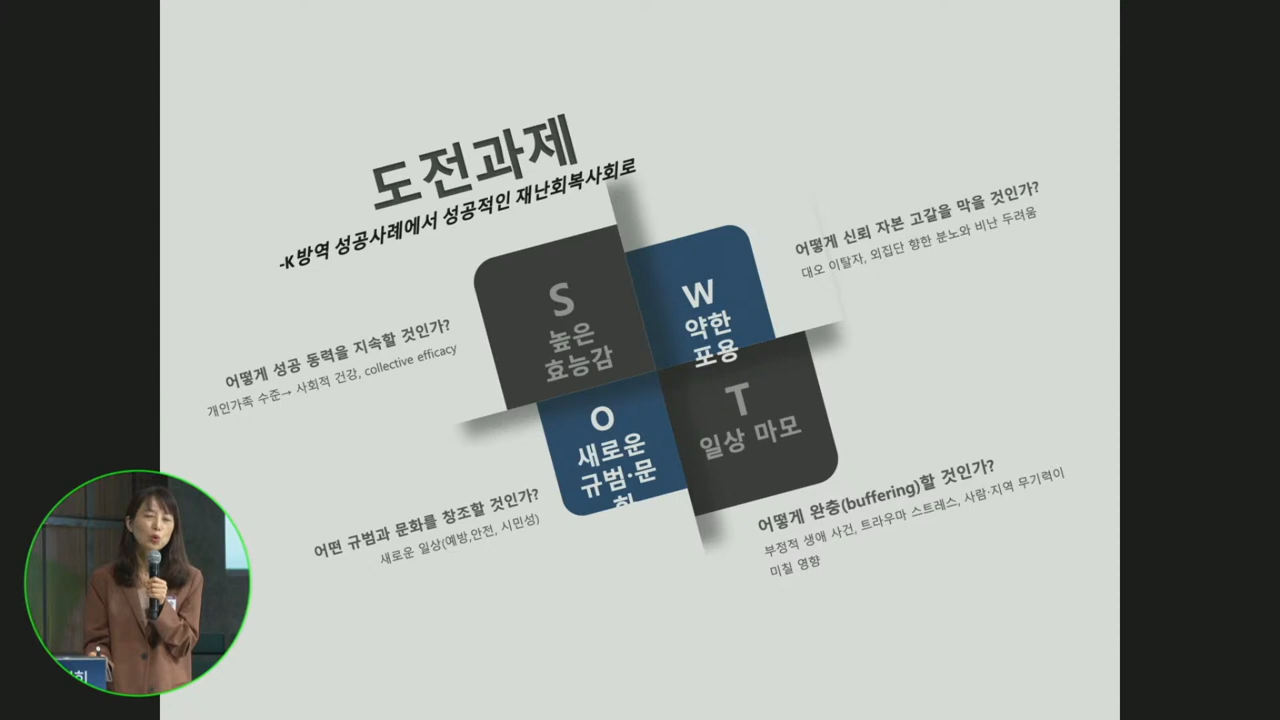 도전과제
-K방역 성공사례에서 성공적인 재난회복사회로
어떻게 성공 동력을 지속할 것인가?
개인가족 수준→ 사회적 건강, collective efficacy
S
높은
효능감
W
약한
포용
어떻게 신뢰 자본 고갈을 막을 것인가?
대오 이탈자, 외집단 향한 분노와 비난 두려움
O
새로운
규범·문
화
어떤 규범과 문화를 창조할 것인가?
새로운 일상(예방,안전, 시민성)
T
일상 마모
어떻게 완충(buffering)할 것인가?
부정적 생애 사건, 트라우마 스트레스, 사람·지역 무기력이
미칠 영향